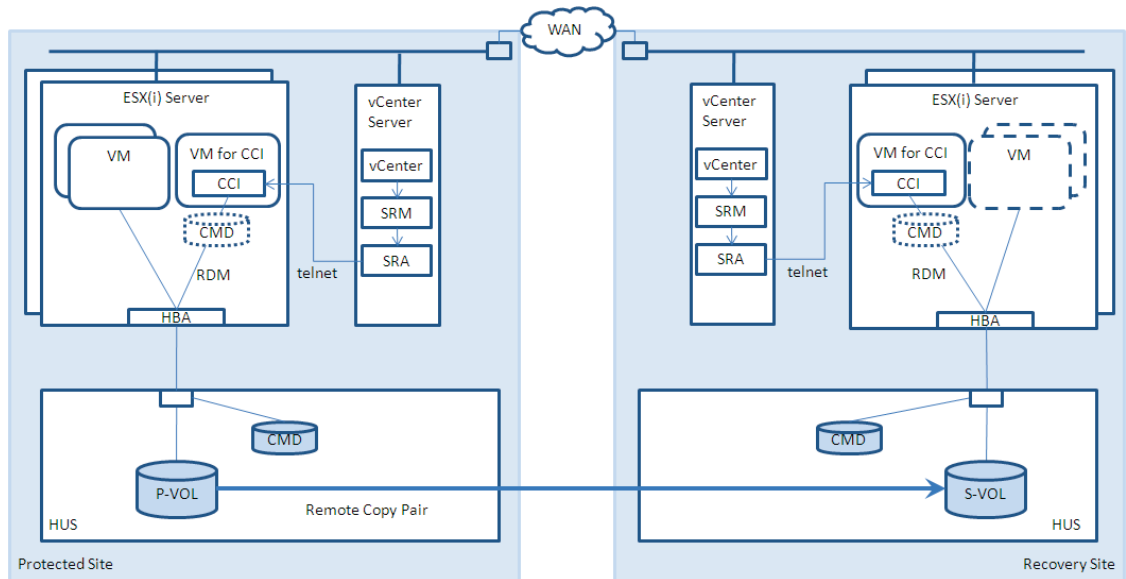 WAN
ESX(i) Server
VM
VM for CCI
CCI
CMD
RDM
HBA
telnet
vCenter
Server
vCenter
SRM
SRA
vCenter
Server
vCenter
SRM
SRA
telnet
ESX(i) Server
VM for CCI
CCI
VM
CMD
RDM
HBA
CMD
P-VOL
Remote Copy Pair
HUS
Protected Site
CMD
S-VOL
HUS
Recovery Site